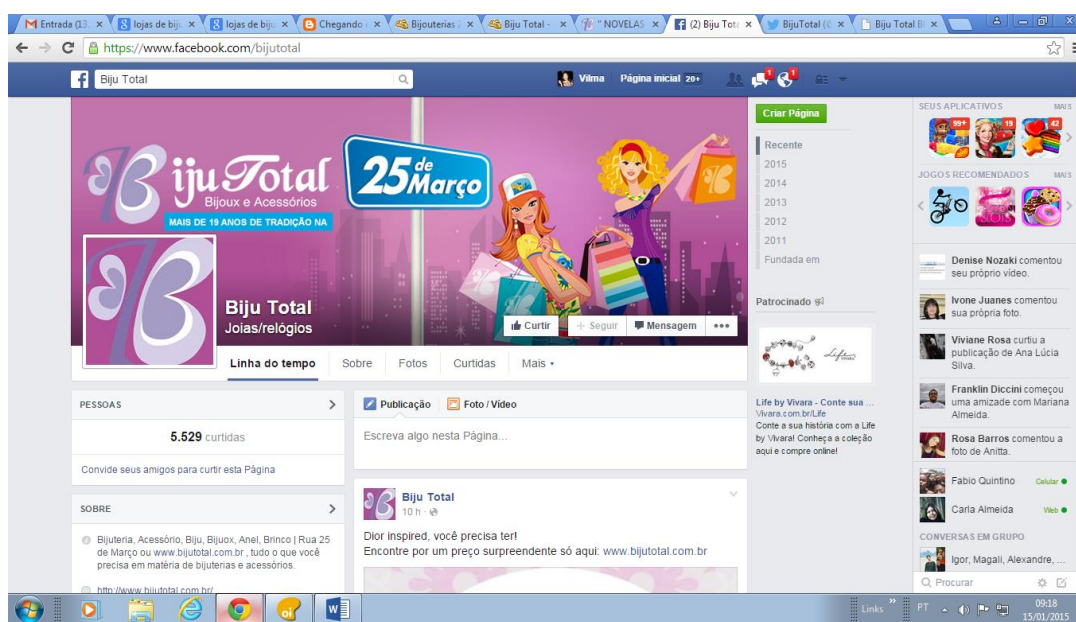 Entrada (13.
lojas de biju
lojas de biju
Chegando
Bijouterias
Biju Total -
" NOVELAS
(2) Biju Tota
BijuTotal (
Biju Total Bl
https://www.facebook.com/bijutotal
Biju Total
Vilma
Página inicial 20+
1
1
iju Total
Bijoux e Acessórios
MAIS DE 19 ANOS DE TRADIÇÃO NA
25 de Março
Biju Total
Joias/relógios
Curtir
Seguir
Mensagem
Linha do tempo
Sobre
Fotos
Curtidas
Mais
PESSOAS
5.529 curtidas
Convide seus amigos para curtir esta Página
SOBRE
Bijuteria, Acessório, Biju, Bijuox, Anel, Brinco | Rua 25
de Março ou www.bijutotal.com.br , tudo o que você
precisa em matéria de bijuterias e acessórios.
http://www.bijutotal.com.br/
Publicação
Foto / Vídeo
Escreva algo nesta Página...
Biju Total
10 h ·
Dior inspired, você precisa ter!
Encontre por um preço surpreendente só aqui: www.bijutotal.com.br
Criar Página
Recente
2015
2014
2013
2012
2011
Fundada em
Patrocinado
Life
VIVARA
Life by Vivara - Conte sua ...
Vivara.com.br/Life
Conte a sua história com a Life
by Vivara! Conheça a coleção
aqui e compre online!
SEUS APLICATIVOS
MAIS
99+
19
42
JOGOS RECOMENDADOS
MAIS
Denise Nozaki comentou
seu próprio vídeo.
Ivone Juanes comentou
sua própria foto.
Viviane Rosa curtiu a
publicação de Ana Lúcia
Silva.
Franklin Diccini começou
uma amizade com Mariana
Almeida.
Rosa Barros comentou a
foto de Anitta.
Fabio Quintino
Celular
Carla Almeida
Web
CONVERSAS EM GRUPO
Igor, Magali, Alexandre, ...
Procurar
oi
W
Links
PT
09:18
15/01/2015